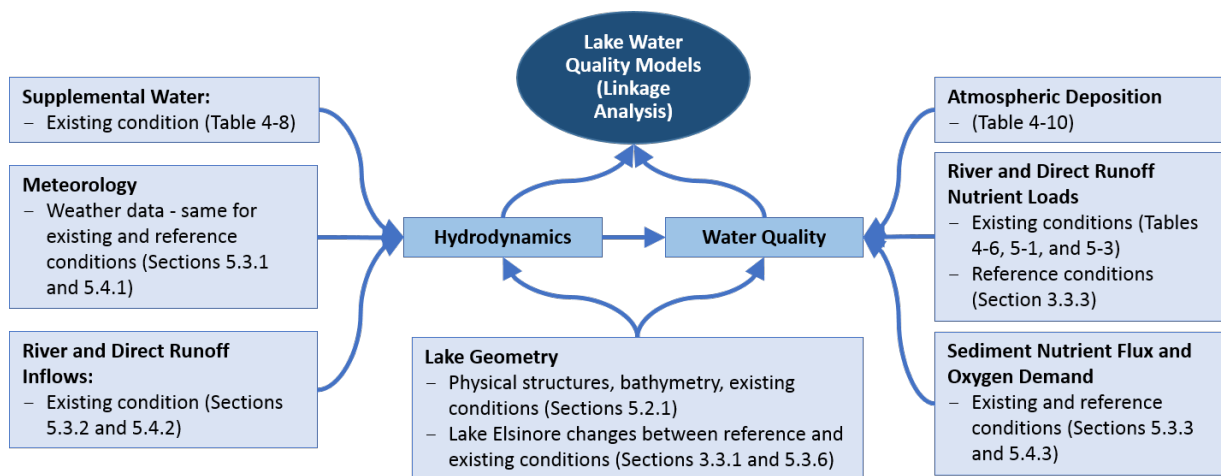 Lake Water
Quality Models
(Linkage
Analysis)
Supplemental Water:
– Existing condition (Table 4-8)
Meteorology
– Weather data - same for
existing and reference
conditions (Sections 5.3.1
and 5.4.1)
River and Direct Runoff
Inflows:
– Existing condition (Sections
5.3.2 and 5.4.2)
Hydrodynamics
Water Quality
Lake Geometry
– Physical structures, bathymetry, existing
conditions (Sections 5.2.1)
– Lake Elsinore changes between reference and
existing conditions (Sections 3.3.1 and 5.3.6)
Atmospheric Deposition
– (Table 4-10)
River and Direct Runoff
Nutrient Loads
– Existing conditions (Tables
4-6, 5-1, and 5-3)
– Reference conditions
(Section 3.3.3)
Sediment Nutrient Flux and
Oxygen Demand
– Existing and reference
conditions (Sections 5.3.3
and 5.4.3)